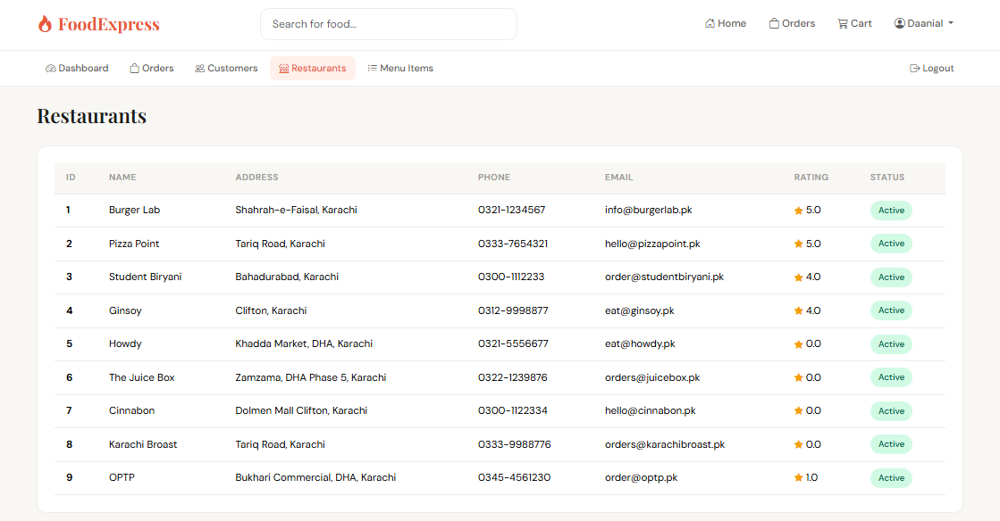 FoodExpress Search for food... Home Orders Cart Daanial
Dashboard Orders Customers Restaurants Menu Items Logout
Restaurants
ID NAME ADDRESS PHONE EMAIL RATING STATUS
1 Burger Lab Shahrah-e-Faisal, Karachi 0321-1234567 info@burgerlab.pk 5.0 Active
2 Pizza Point Tariq Road, Karachi 0333-7654321 hello@pizzapoint.pk 5.0 Active
3 Student Biryani Bahadurabad, Karachi 0300-1112233 order@studentbiryani.pk 4.0 Active
4 Ginsoy Clifton, Karachi 0312-9998877 eat@ginsoy.pk 4.0 Active
5 Howdy Khadda Market, DHA, Karachi 0321-5556677 eat@howdy.pk 0.0 Active
6 The Juice Box Zamzama, DHA Phase 5, Karachi 0322-1239876 orders@juicebox.pk 0.0 Active
7 Cinnabon Dolmen Mall Clifton, Karachi 0300-1122334 hello@cinnabon.pk 0.0 Active
8 Karachi Broast Tariq Road, Karachi 0333-9988776 orders@karachibroast.pk 0.0 Active
9 OPTP Bukhari Commercial, DHA, Karachi 0345-4561230 order@optp.pk 1.0 Active